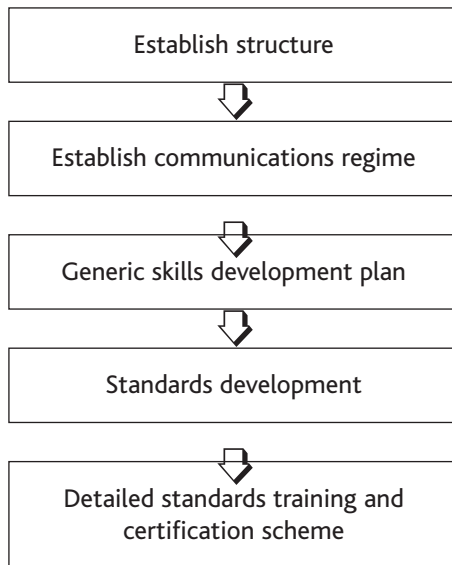 Establish structure
Establish communications regime
Generic skills development plan
Standards development
Detailed standards training and
certification scheme